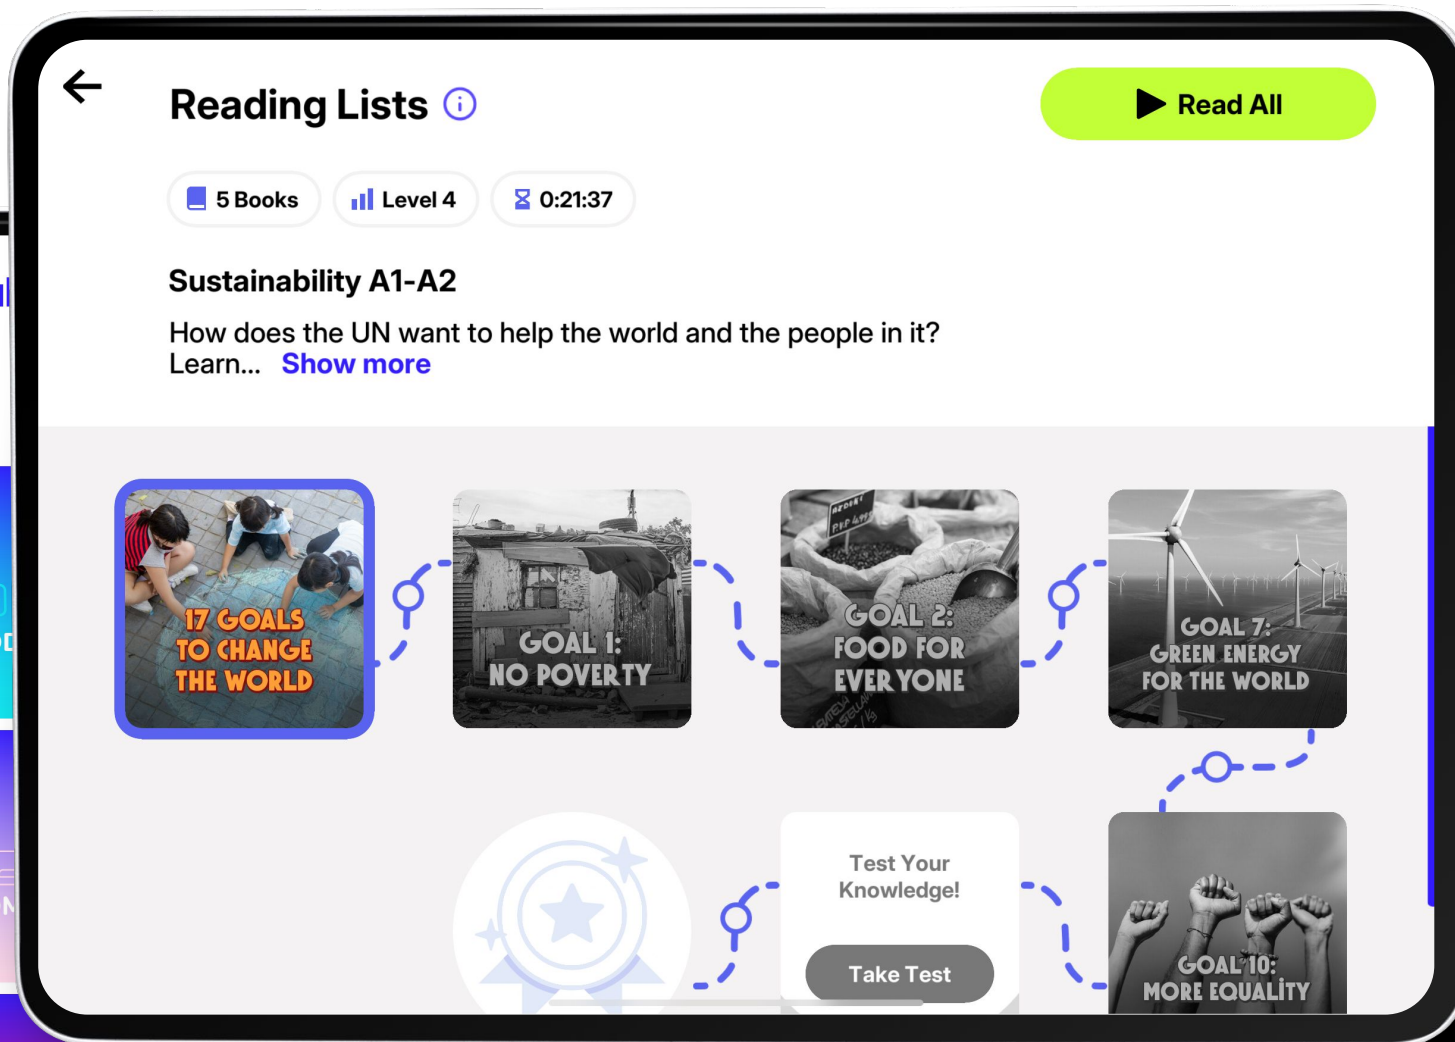 Reading Lists
Read All
5 Books
Level 4
0:21:37
Sustainability A1-A2
How does the UN want to help the world and the people in it?
Learn... Show more
17 GOALS
TO CHANGE
THE WORLD
GOAL 1:
NO POVERTY
GOAL 2:
FOOD FOR
EVERYONE
GOAL 7:
GREEN ENERGY
FOR THE WORLD
Test Your
Knowledge!
Take Test
GOAL 10:
MORE EQUALİTY